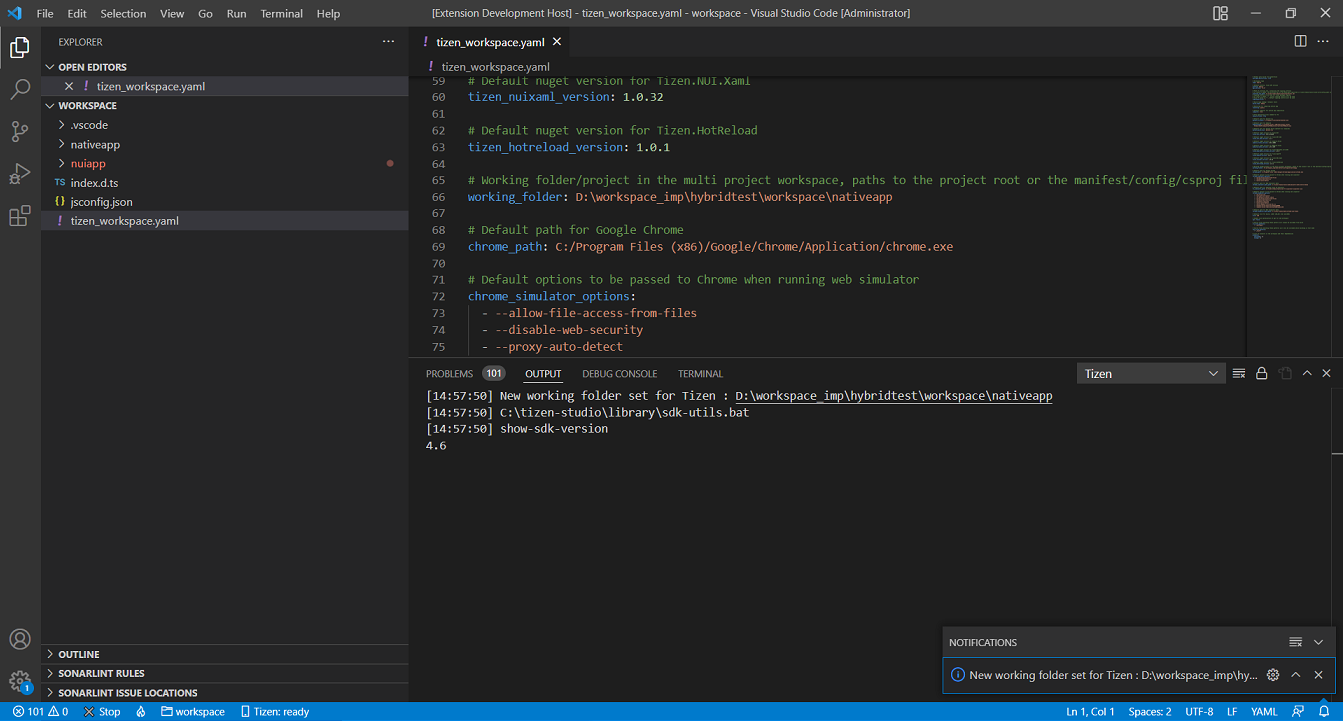 File Edit Selection View Go Run Terminal Help
[Extension Development Host] - tizen_workspace.yaml - workspace - Visual Studio Code [Administrator]
EXPLORER
OPEN EDITORS
! tizen_workspace.yaml
WORKSPACE
.vscode
nativeapp
nuiapp
TS index.d.ts
{} jsconfig.json
! tizen_workspace.yaml
OUTLINE
SONARLINT RULES
SONARLINT ISSUE LOCATIONS
! tizen_workspace.yaml
! tizen_workspace.yaml
59 # Default nuget version for Tizen.NUI.Xaml
60 tizen_nuixaml_version: 1.0.32
61
62 # Default nuget version for Tizen.HotReload
63 tizen_hotreload_version: 1.0.1
64
65 # Working folder/project in the multi project workspace, paths to the project root or the manifest/config/csproj fil
66 working_folder: D:\workspace_imp\hybridtest\workspace\nativeapp
67
68 # Default path for Google Chrome
69 chrome_path: C:/Program Files (x86)/Google/Chrome/Application/chrome.exe
70
71 # Default options to be passed to Chrome when running web simulator
72 chrome_simulator_options:
73 - --allow-file-access-from-files
74 - --disable-web-security
75 - --proxy-auto-detect
PROBLEMS 101 OUTPUT DEBUG CONSOLE TERMINAL Tizen
[14:57:50] New working folder set for Tizen : D:\workspace_imp\hybridtest\workspace\nativeapp
[14:57:50] C:\tizen-studio\library\sdk-utils.bat
[14:57:50] show-sdk-version
4.6
NOTIFICATIONS
New working folder set for Tizen : D:\workspace_imp\hy...
1
101 0 Stop workspace Tizen: ready Ln 1, Col 1 Spaces: 2 UTF-8 LF YAML